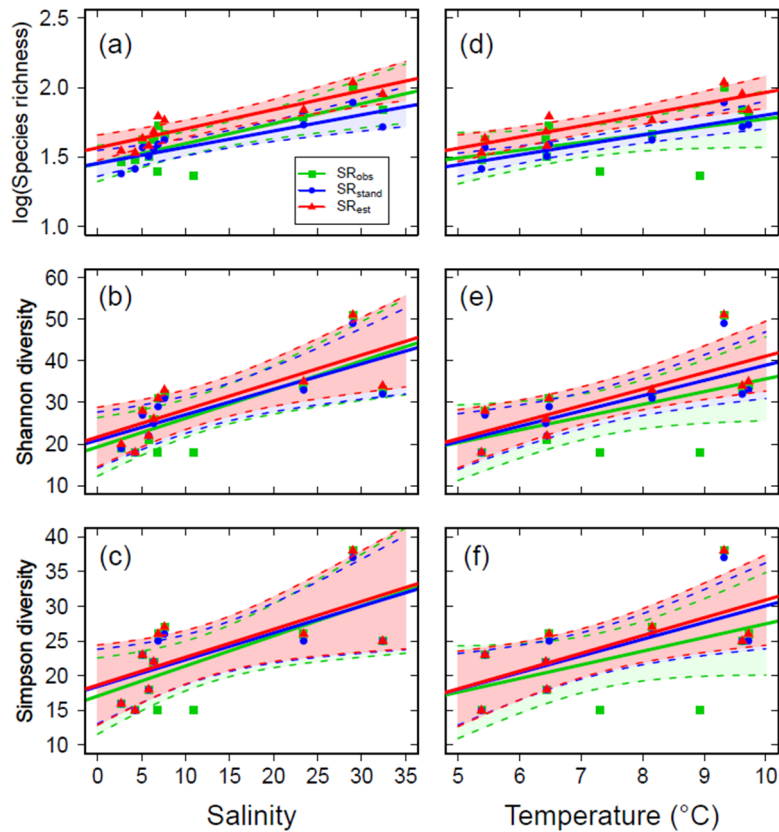 (a)
(d)
2.5
2.0
1.5
1.0
log(Species richness)
SRobs
SRstand
SRest
(b)
(e)
60
50
40
30
20
10
Shannon diversity
(c)
(f)
40
35
30
25
20
15
10
Simpson diversity
0 5 10 15 20 25 30 35
5 6 7 8 9 10
Salinity
Temperature (°C)